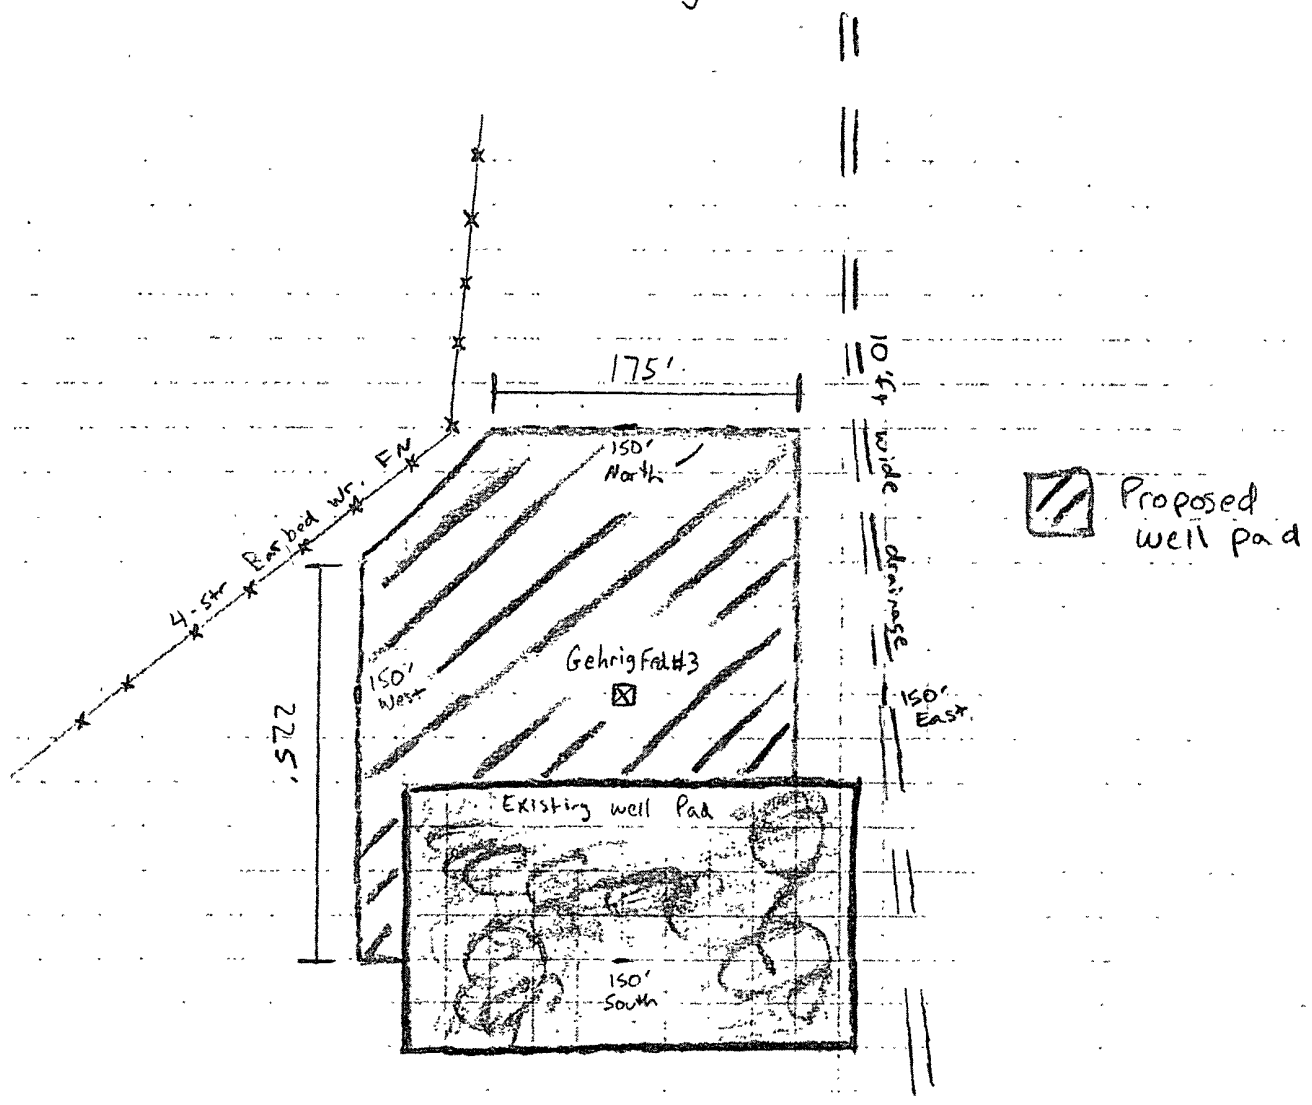 175'
150'
North
10'ft wide drainage
4-str Barbed Wr. FN
Proposed
well pad
Gehrig Fed #3
150'
West
225'
150'
East.
Existing well Pad
150'
South